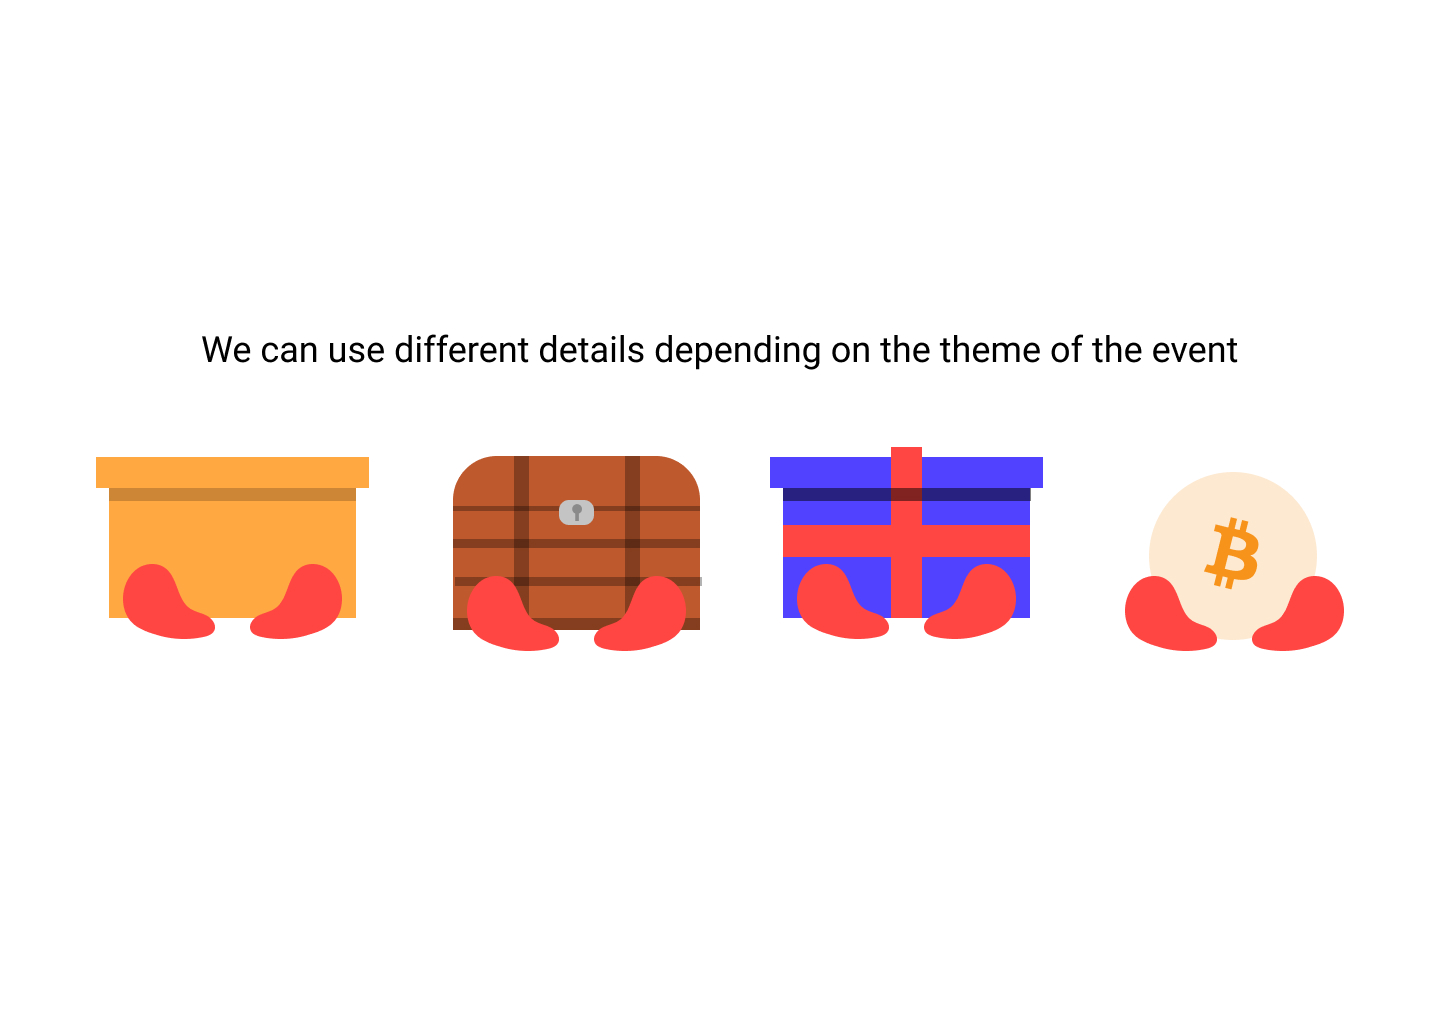 We can use different details depending on the theme of the event